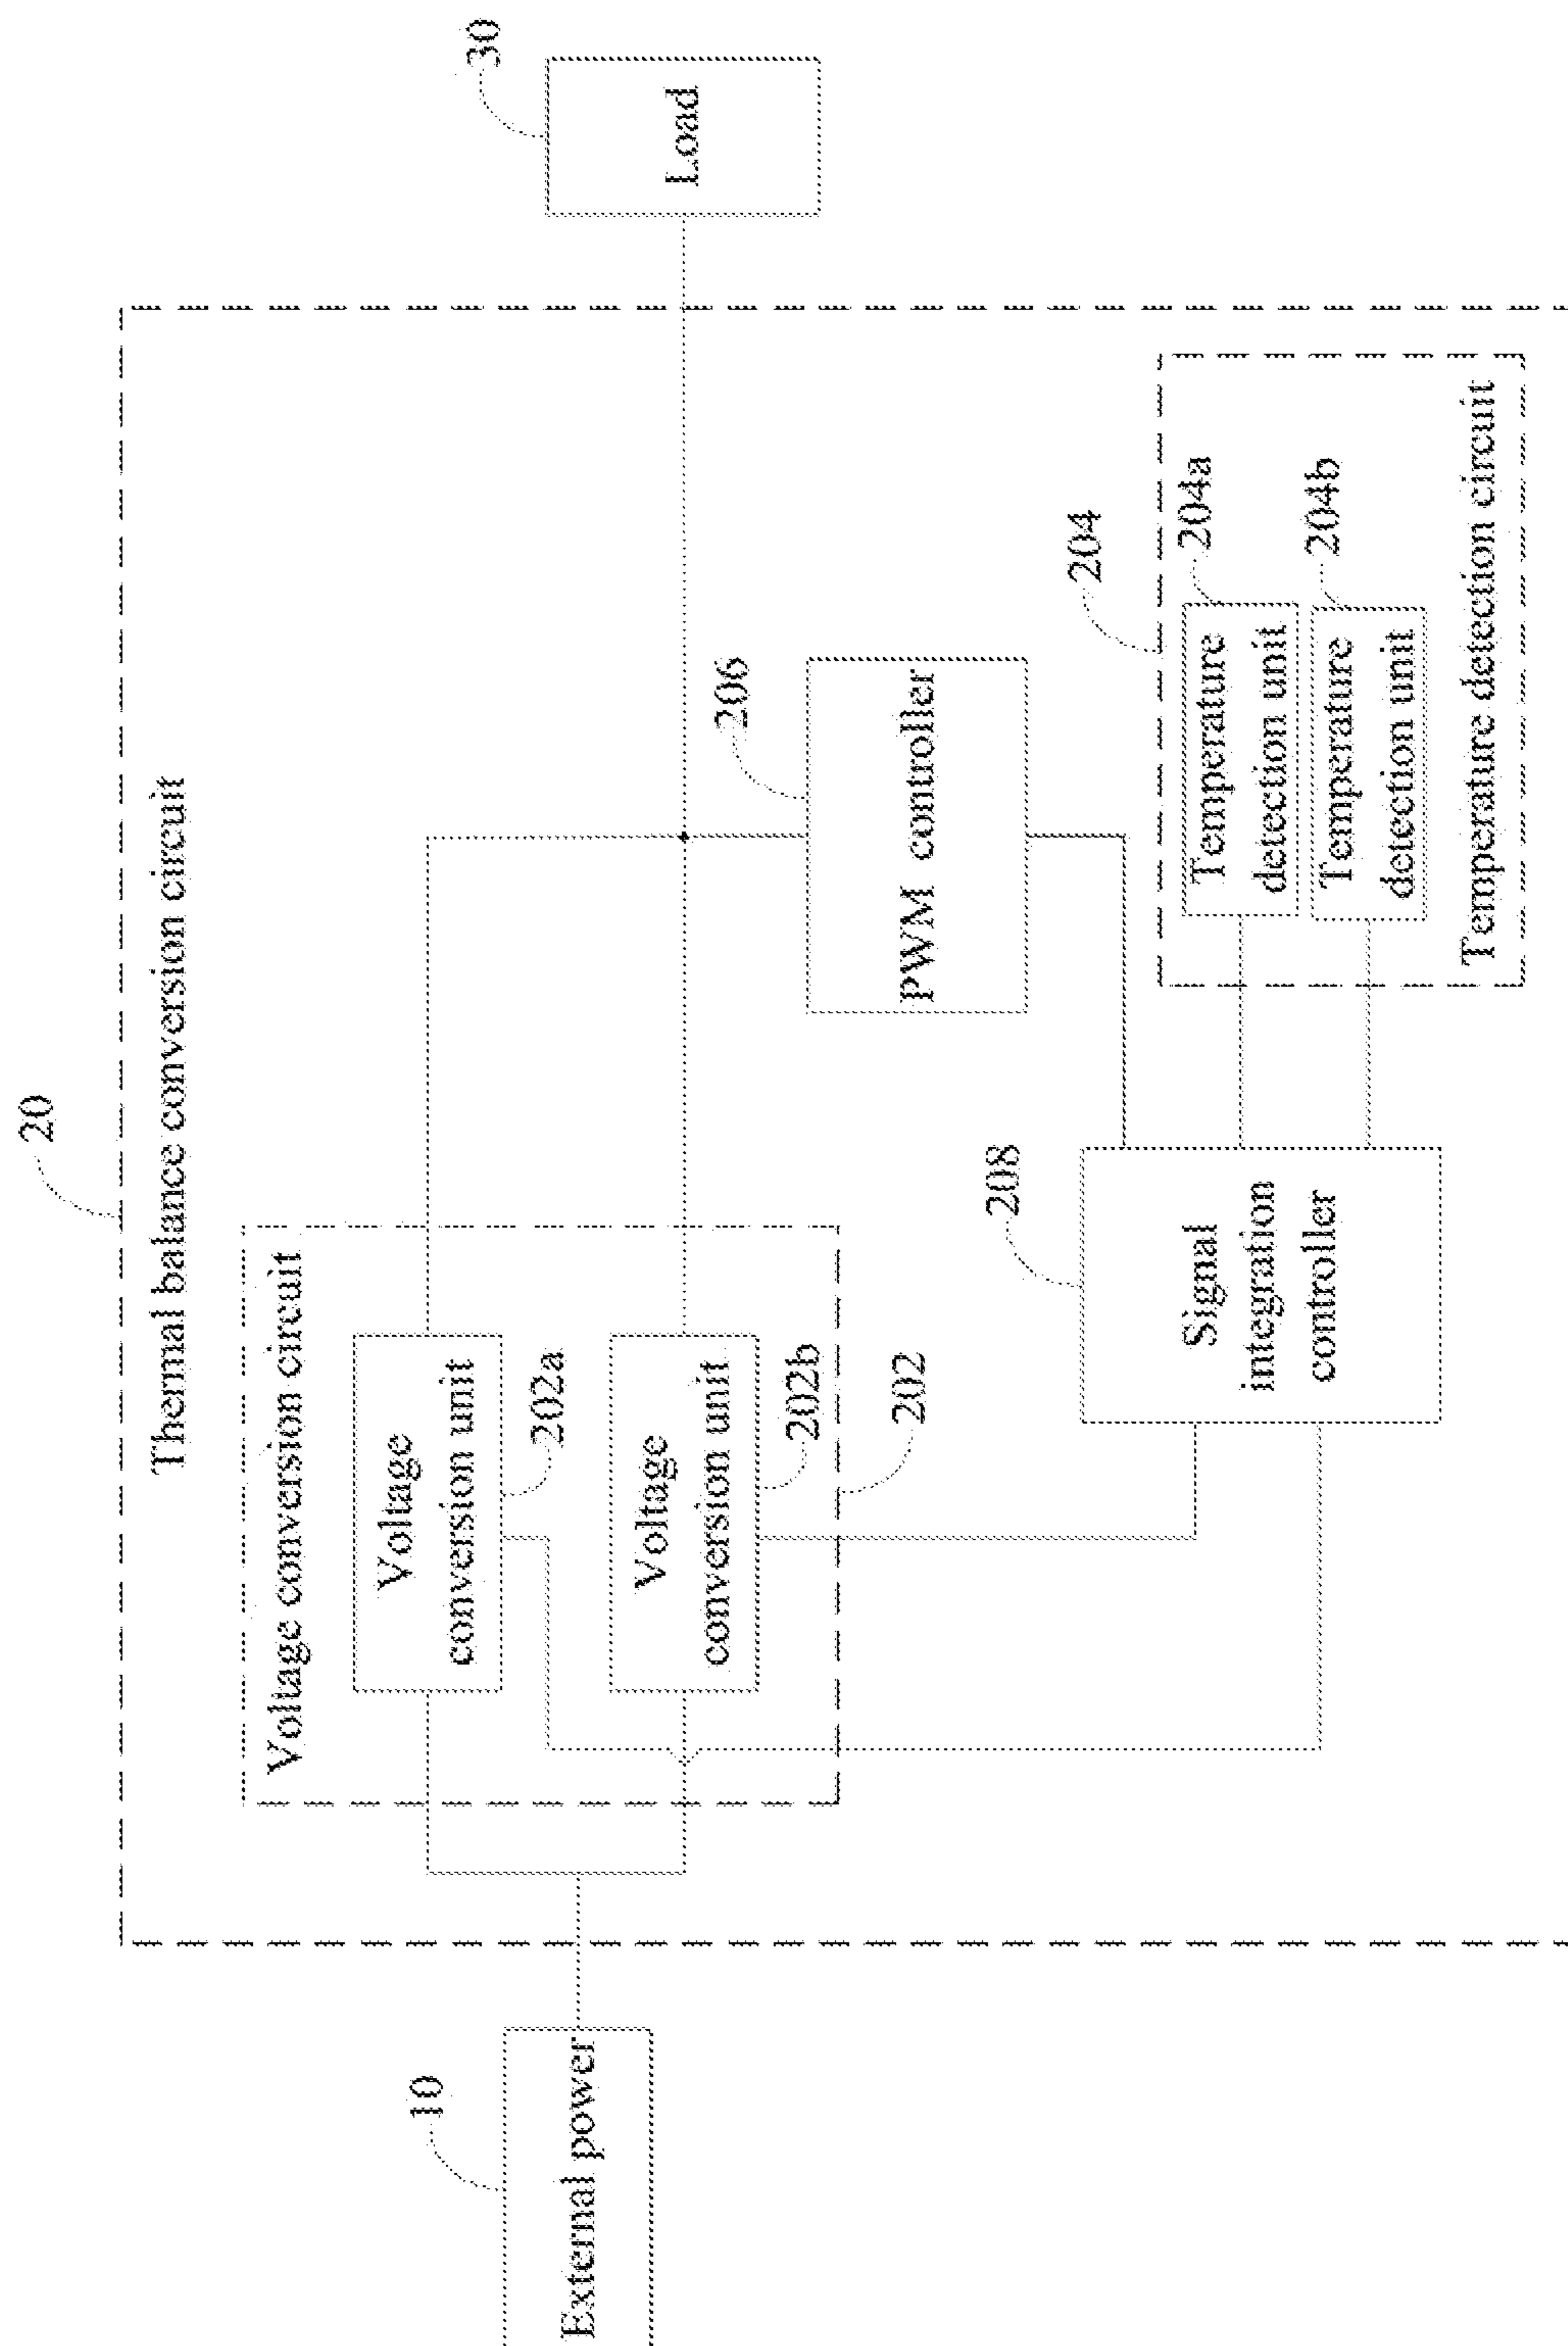 20
Thermal balance conversion circuit
10
External power
Voltage conversion circuit
Voltage
conversion unit
202a
Voltage
conversion unit
202b
202
30
Load
206
PWM controller
208
Signal
integration
controller
204
Temperature
detection unit
204a
Temperature
detection unit
204b
Temperature detection circuit